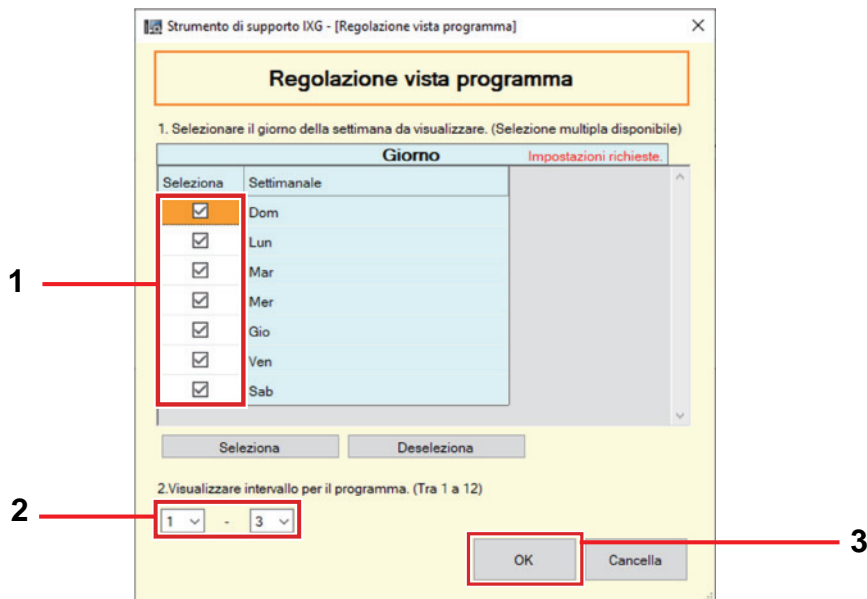 Strumento di supporto IXG - [Regolazione vista programma]
Regolazione vista programma
1. Selezionare il giorno della settimana da visualizzare. (Selezione multipla disponibile)
Giorno Impostazioni richieste.
Seleziona Settimanale
Dom
Lun
Mar
Mer
Gio
Ven
Sab
1
Seleziona Deseleziona
2.Visualizzare intervallo per il programma. (Tra 1 a 12)
2
1 - 3
OK Cancella
3